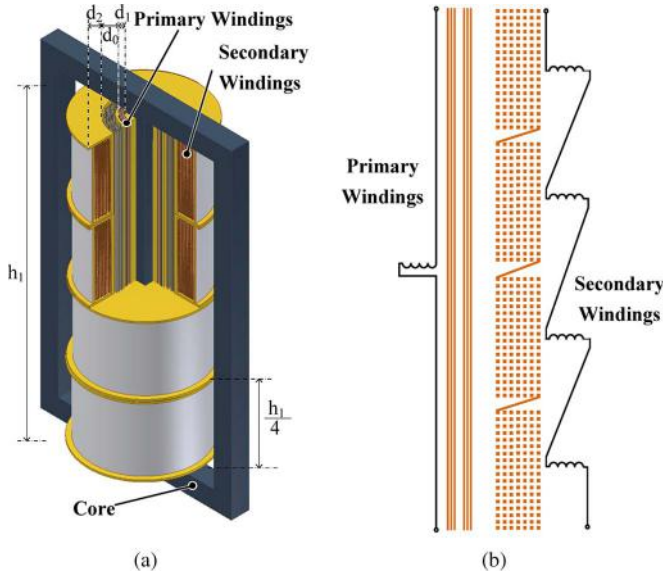 d₂ d₁
d₀
Primary Windings
Secondary
Windings
h₁
h₁
4
Core
(a)
Primary
Windings
Secondary
Windings
(b)